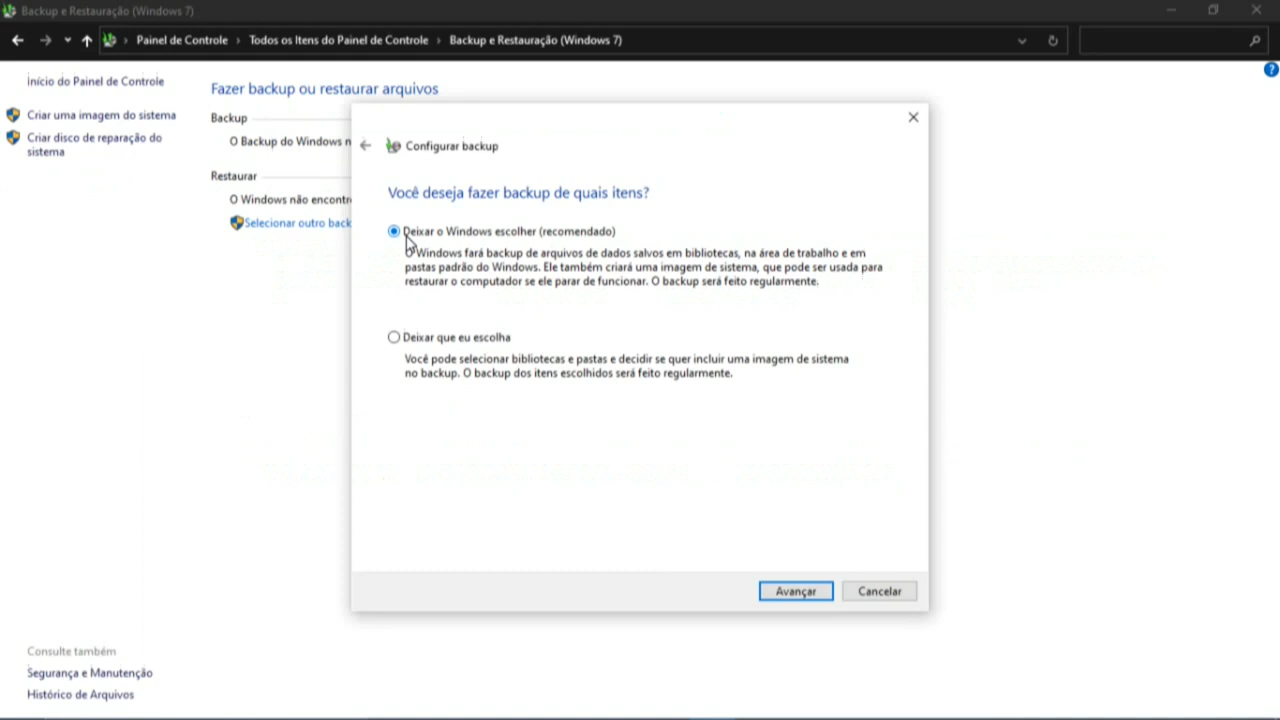 Backup e Restauração (Windows 7)
Painel de Controle
Todos os Itens do Painel de Controle
Backup e Restauração (Windows 7)
Início do Painel de Controle
Criar uma imagem do sistema
Criar disco de reparação do
sistema
Fazer backup ou restaurar arquivos
Backup
O Backup do Windows n
Restaurar
O Windows não encontr
Selecionar outro back
Configurar backup
Você deseja fazer backup de quais itens?
Deixar o Windows escolher (recomendado)
O Windows fará backup de arquivos de dados salvos em bibliotecas, na área de trabalho e em
pastas padrão do Windows. Ele também criará uma imagem de sistema, que pode ser usada para
restaurar o computador se ele parar de funcionar. O backup será feito regularmente.
Deixar que eu escolha
Você pode selecionar bibliotecas e pastas e decidir se quer incluir uma imagem de sistema
no backup. O backup dos itens escolhidos será feito regularmente.
Avançar
Cancelar
Consulte também
Segurança e Manutenção
Histórico de Arquivos